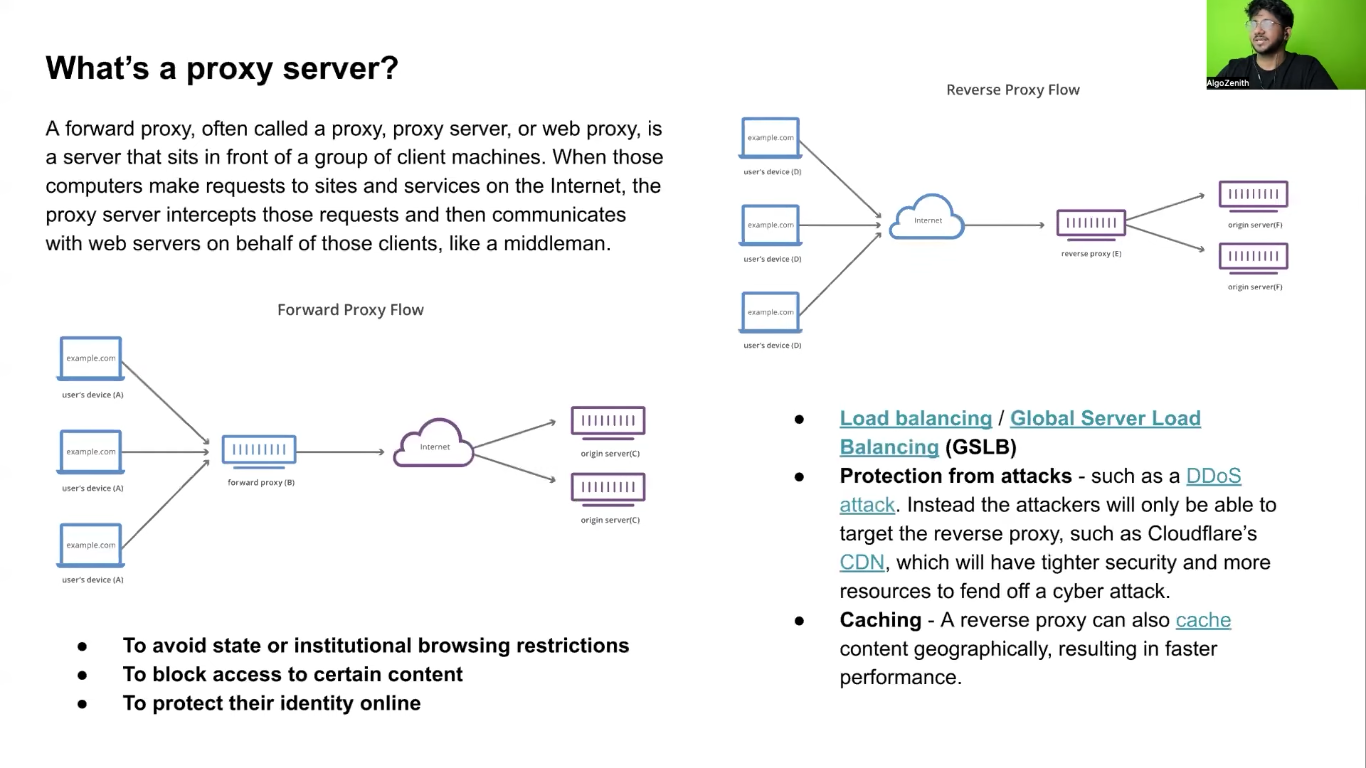 What's a proxy server?
A forward proxy, often called a proxy, proxy server, or web proxy, is
a server that sits in front of a group of client machines. When those
computers make requests to sites and services on the Internet, the
proxy server intercepts those requests and then communicates
with web servers on behalf of those clients, like a middleman.
Forward Proxy Flow
example.com
user's device (A)
example.com
user's device (A)
example.com
user's device (A)
forward proxy (B)
Internet
origin server(C)
origin server(C)
● To avoid state or institutional browsing restrictions
● To block access to certain content
● To protect their identity online
AlgoZenith
Reverse Proxy Flow
example.com
user's device (D)
example.com
user's device (D)
example.com
user's device (D)
Internet
reverse proxy (E)
origin server(F)
origin server(F)
● Load balancing / Global Server Load
Balancing (GSLB)
● Protection from attacks - such as a DDoS
attack. Instead the attackers will only be able to
target the reverse proxy, such as Cloudflare's
CDN, which will have tighter security and more
resources to fend off a cyber attack.
● Caching - A reverse proxy can also cache
content geographically, resulting in faster
performance.